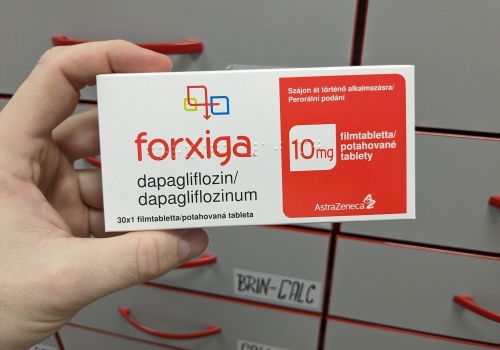 forxiga
dapagliflozin/
dapagliflozinum
30x1 filmtabletta/potahovaná tableta
Szájon át történő alkalmazásra/
Perorální podání
10mg
filmtabletta/
potahované
tablety
AstraZeneca
BRIN-CALC